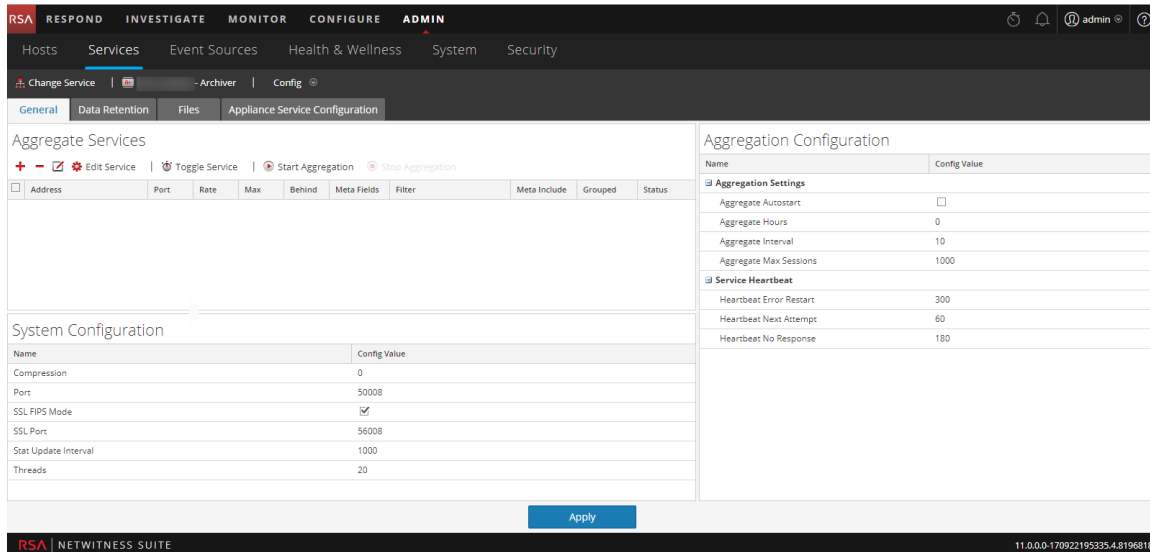 RSA RESPOND INVESTIGATE MONITOR CONFIGURE ADMIN admin
Hosts Services Event Sources Health & Wellness System Security
Change Service | - Archiver | Config
General Data Retention Files Appliance Service Configuration
Aggregate Services
Edit Service | Toggle Service | Start Aggregation Stop Aggregation
Address Port Rate Max Behind Meta Fields Filter Meta Include Grouped Status
System Configuration
Name Config Value
Compression 0
Port 50008
SSL FIPS Mode
SSL Port 56008
Stat Update Interval 1000
Threads 20
Aggregation Configuration
Name Config Value
Aggregation Settings
Aggregate Autostart
Aggregate Hours 0
Aggregate Interval 10
Aggregate Max Sessions 1000
Service Heartbeat
Heartbeat Error Restart 300
Heartbeat Next Attempt 60
Heartbeat No Response 180
Apply
RSA | NETWITNESS SUITE 11.0.0.0-170922195335.4.8196818